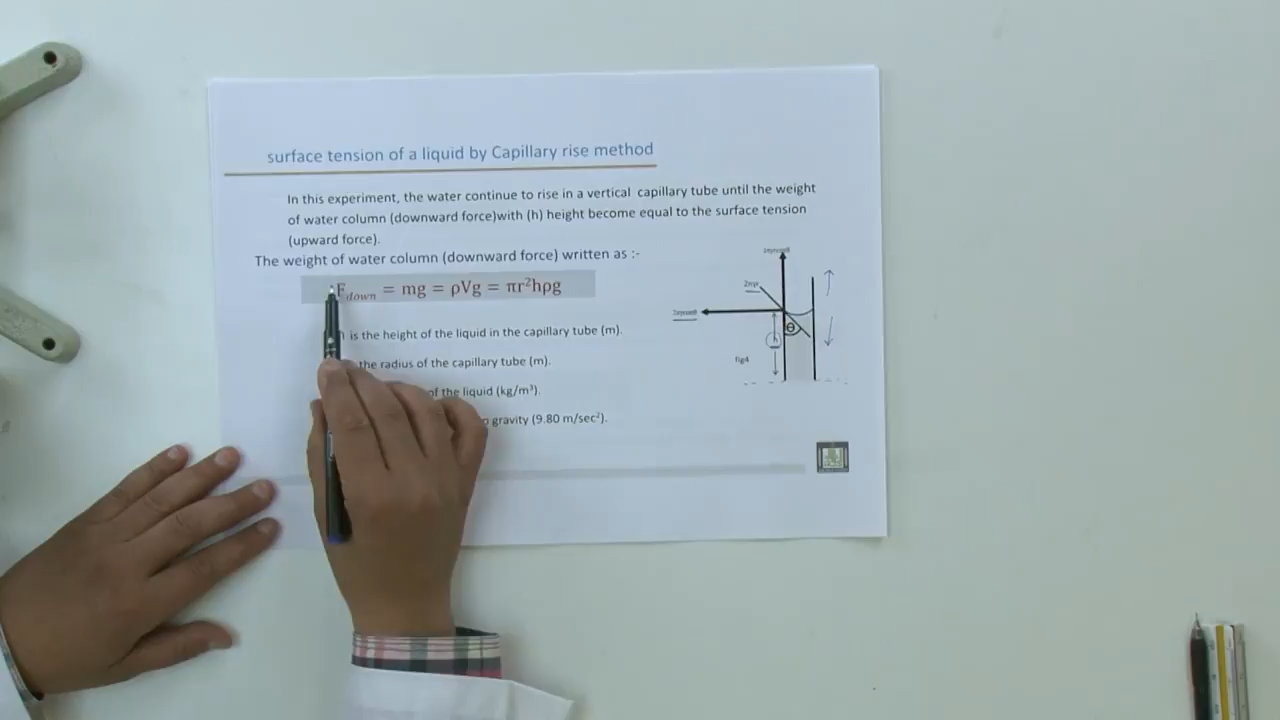 surface tension of a liquid by Capillary rise method
In this experiment, the water continue to rise in a vertical capillary tube until the weight
of water column (downward force)with (h) height become equal to the surface tension
(upward force).
The weight of water column (downward force) written as :-
F_down = mg = ρVg = πr²hρg
is the height of the liquid in the capillary tube (m).
the radius of the capillary tube (m).
of the liquid (kg/m³).
gravity (9.80 m/sec²).
θ
h
fig4